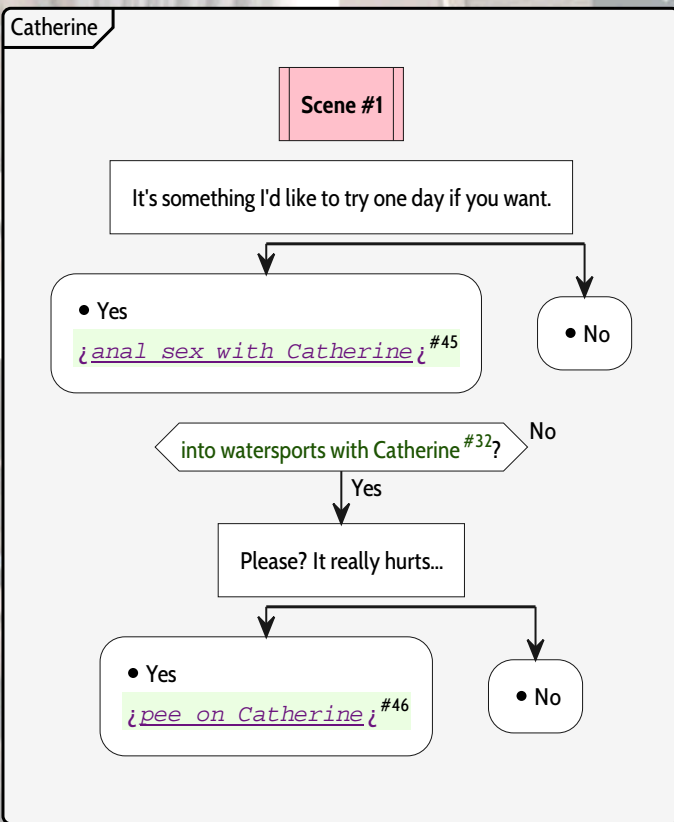 Catherine
Scene #1
It's something I'd like to try one day if you want.
• Yes
¿anal sex with Catherine¿#45
• No
into watersports with Catherine #32?
No
Yes
Please? It really hurts...
• Yes
¿pee on Catherine¿#46
• No